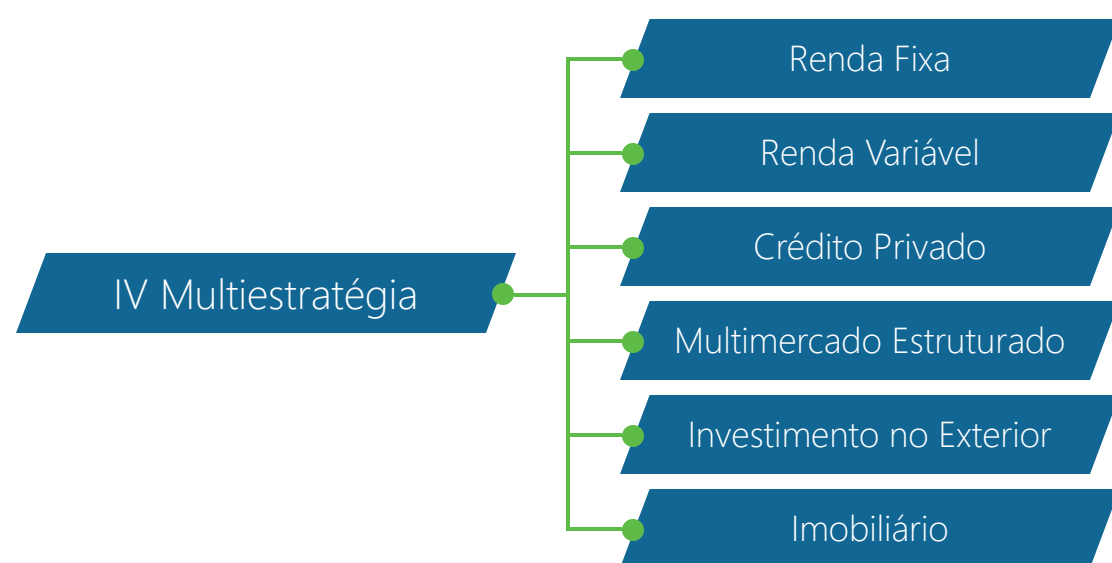 Renda Fixa
Renda Variável
Crédito Privado
IV Multiestratégia
Multimercado Estruturado
Investimento no Exterior
Imobiliário